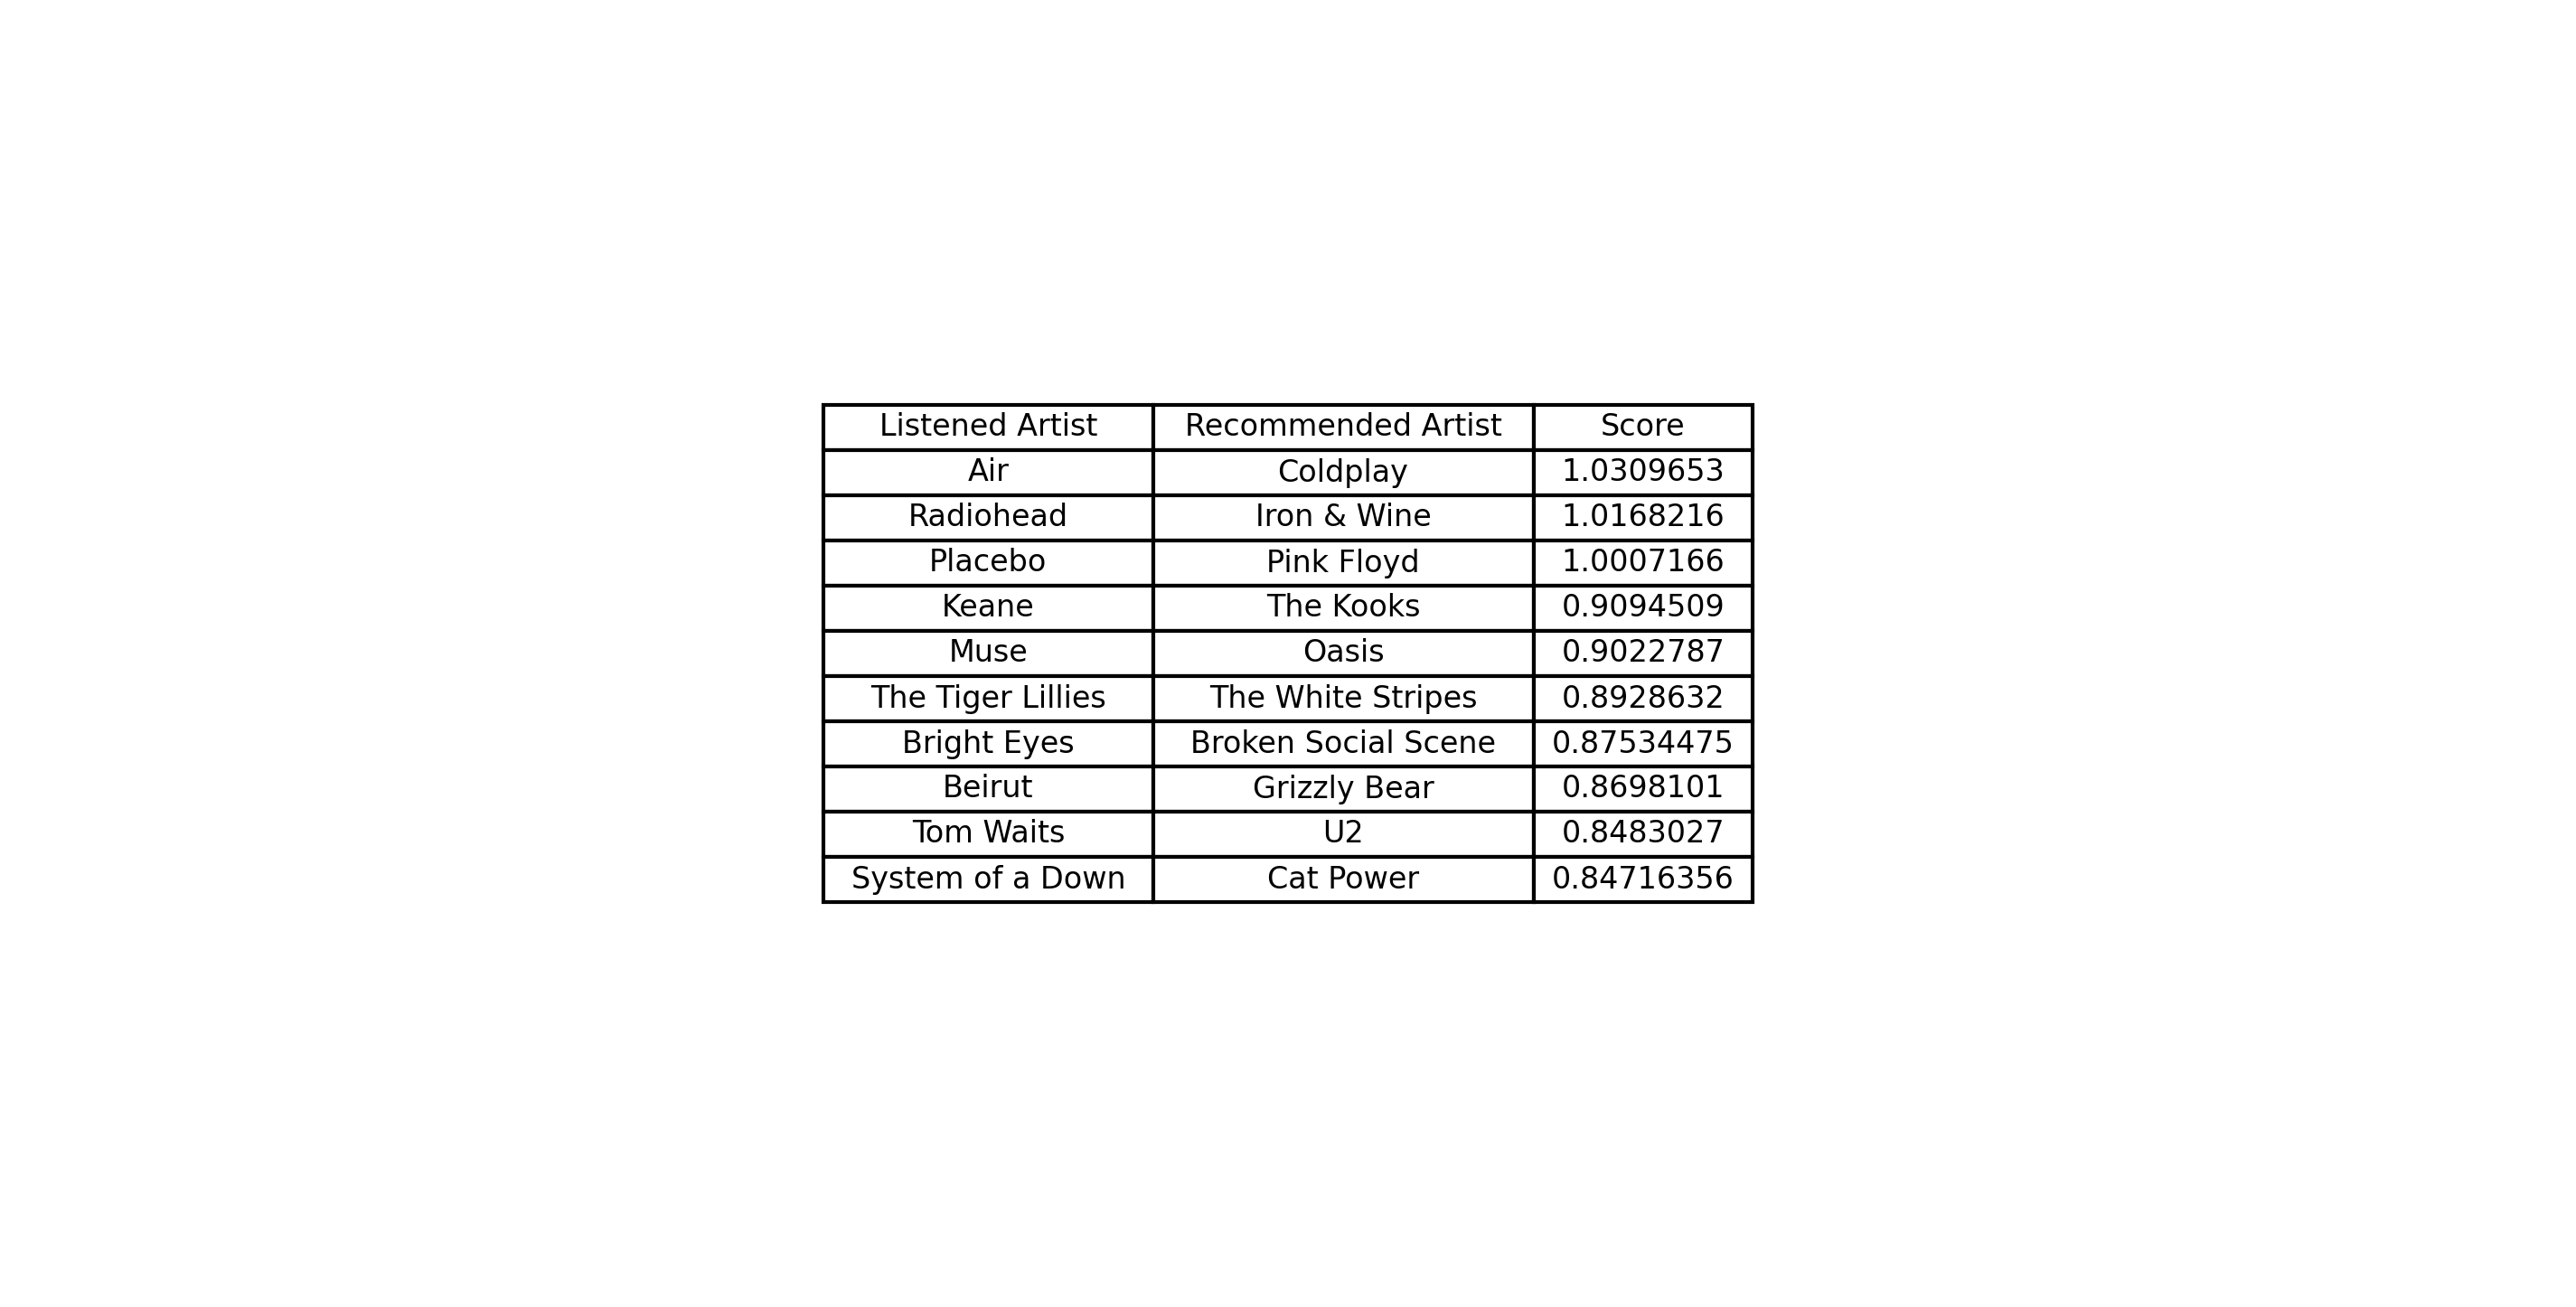 Listened Artist Recommended Artist Score
Air Coldplay 1.0309653
Radiohead Iron & Wine 1.0168216
Placebo Pink Floyd 1.0007166
Keane The Kooks 0.9094509
Muse Oasis 0.9022787
The Tiger Lillies The White Stripes 0.8928632
Bright Eyes Broken Social Scene 0.87534475
Beirut Grizzly Bear 0.8698101
Tom Waits U2 0.8483027
System of a Down Cat Power 0.84716356